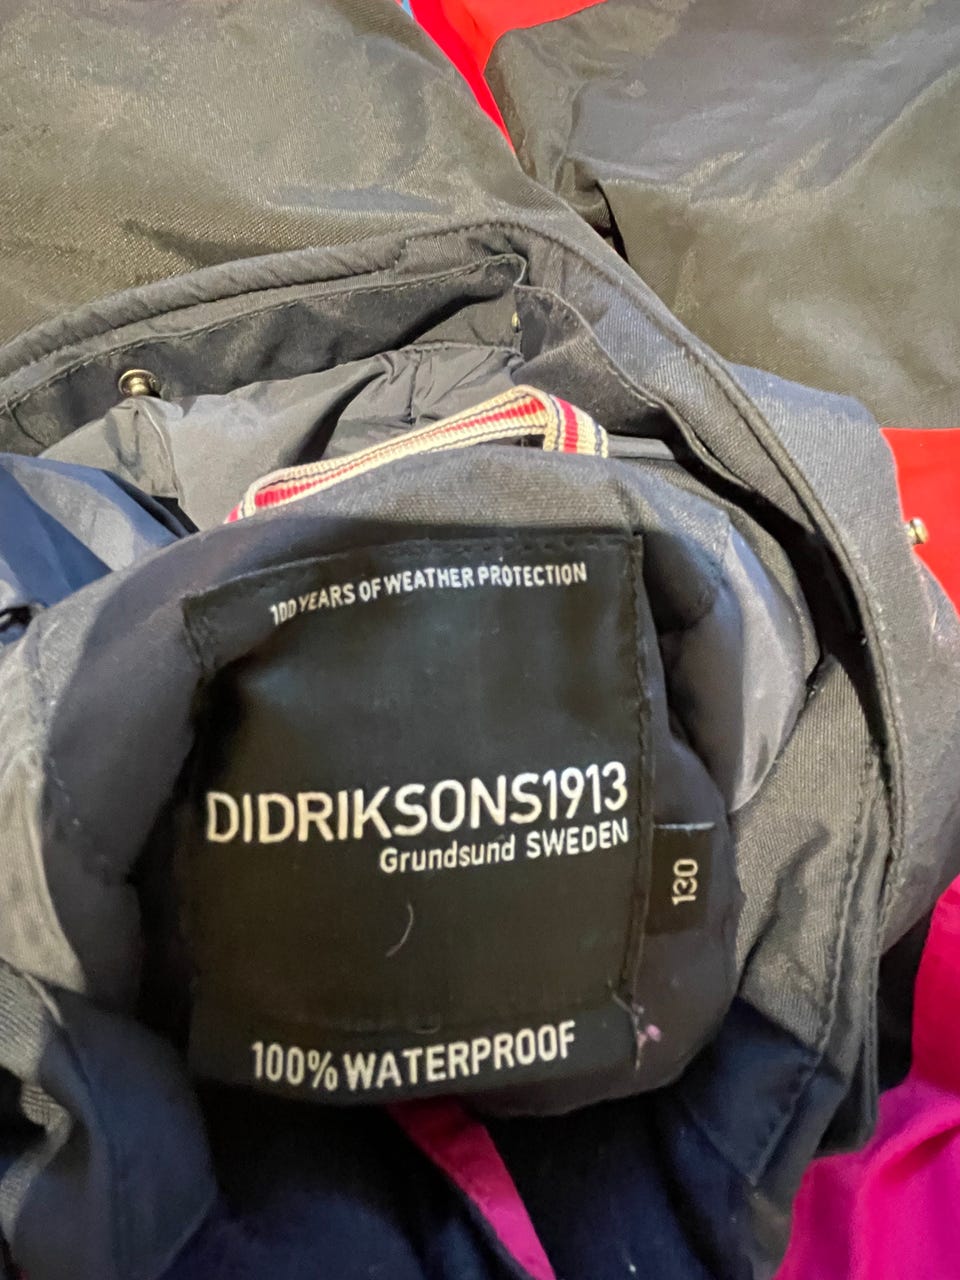 100 YEARS OF WEATHER PROTECTION
DIDRIKSONS1913
Grundsund SWEDEN
130
100% WATERPROOF